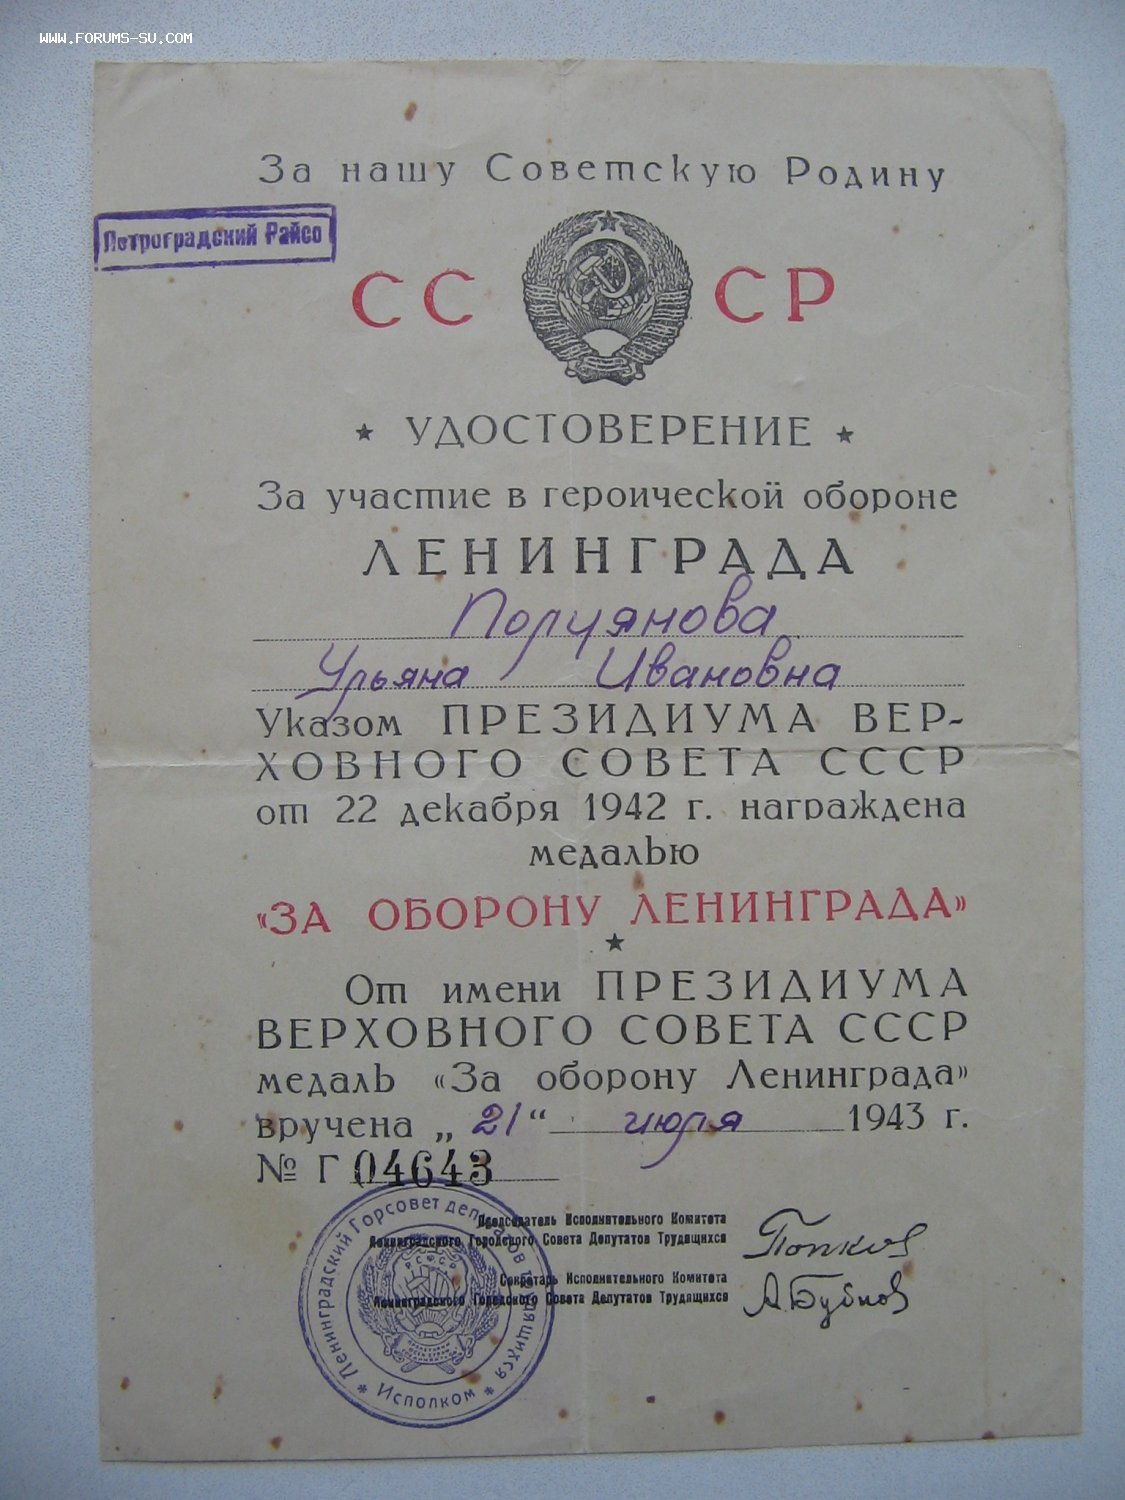 WWW.FORUMS-SU.COM
За нашу Советскую Родину
Петроградский Райсо
СССР
★ УДОСТОВЕРЕНИЕ ★
За участие в героической обороне
ЛЕНИНГРАДА
Полуянова
Ульяна Ивановна
Указом ПРЕЗИДИУМА ВЕР-
ХОВНОГО СОВЕТА СССР
от 22 декабря 1942 г. награждена
медалью
«ЗА ОБОРОНУ ЛЕНИНГРАДА»
★
От имени ПРЕЗИДИУМА
ВЕРХОВНОГО СОВЕТА СССР
медаль «За оборону Ленинграда»
вручена „21“ июля 1943 г.
№ Г 04643
Председатель Исполнительного Комитета
Ленинградского Городского Совета Депутатов Трудящихся
Попков
Секретарь Исполнительного Комитета
Ленинградского Городского Совета Депутатов Трудящихся
А. Бубнов
Ленинградский Горсовет депутатов трудящихся
* Исполком *
РСФСР